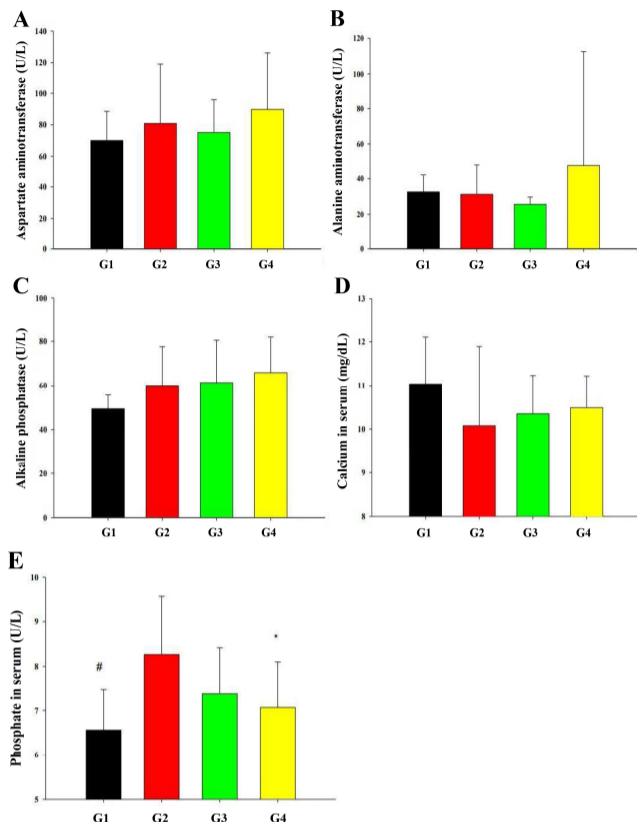 A
Aspartate aminotransferase (U/L)
140
120
100
80
60
40
20
0
G1 G2 G3 G4
B
Alanine aminotransferase (U/L)
120
100
80
60
40
20
0
G1 G2 G3 G4
C
Alkaline phosphatase (U/L)
100
80
60
40
20
0
G1 G2 G3 G4
D
Calcium in serum (mg/dL)
13
12
11
10
9
8
G1 G2 G3 G4
E
Phosphate in serum (U/L)
10
9
8
7
6
5
#
*
G1 G2 G3 G4